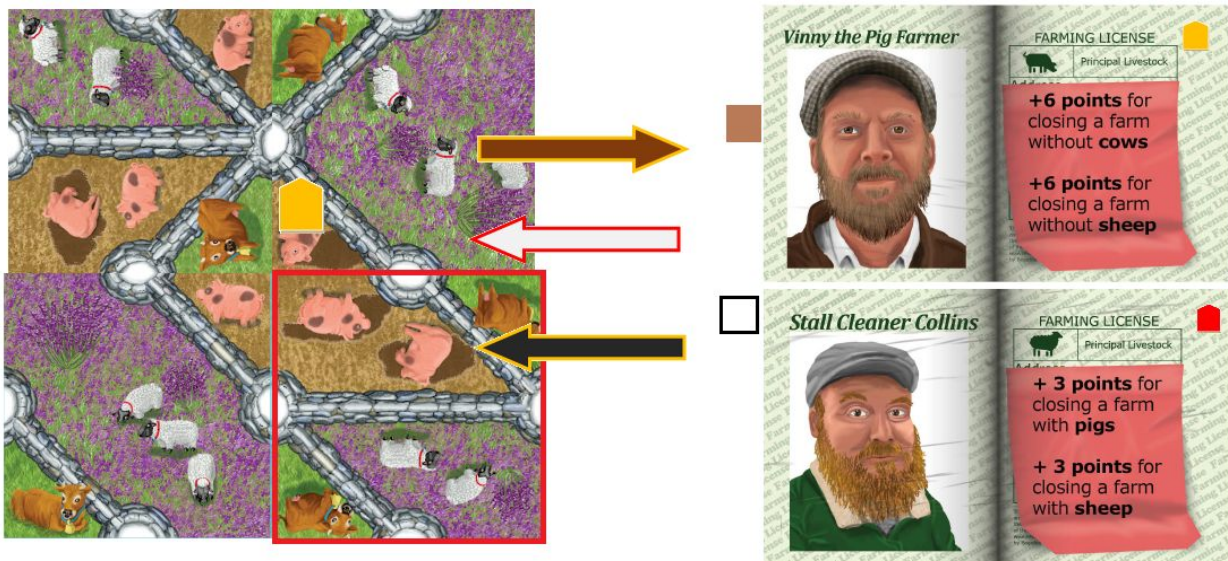 Vinny the Pig Farmer
FARMING LICENSE
Principal Livestock
Address
+6 points for
closing a farm
without cows
+6 points for
closing a farm
without sheep
Stall Cleaner Collins
FARMING LICENSE
Principal Livestock
+ 3 points for
closing a farm
with pigs
+ 3 points for
closing a farm
with sheep